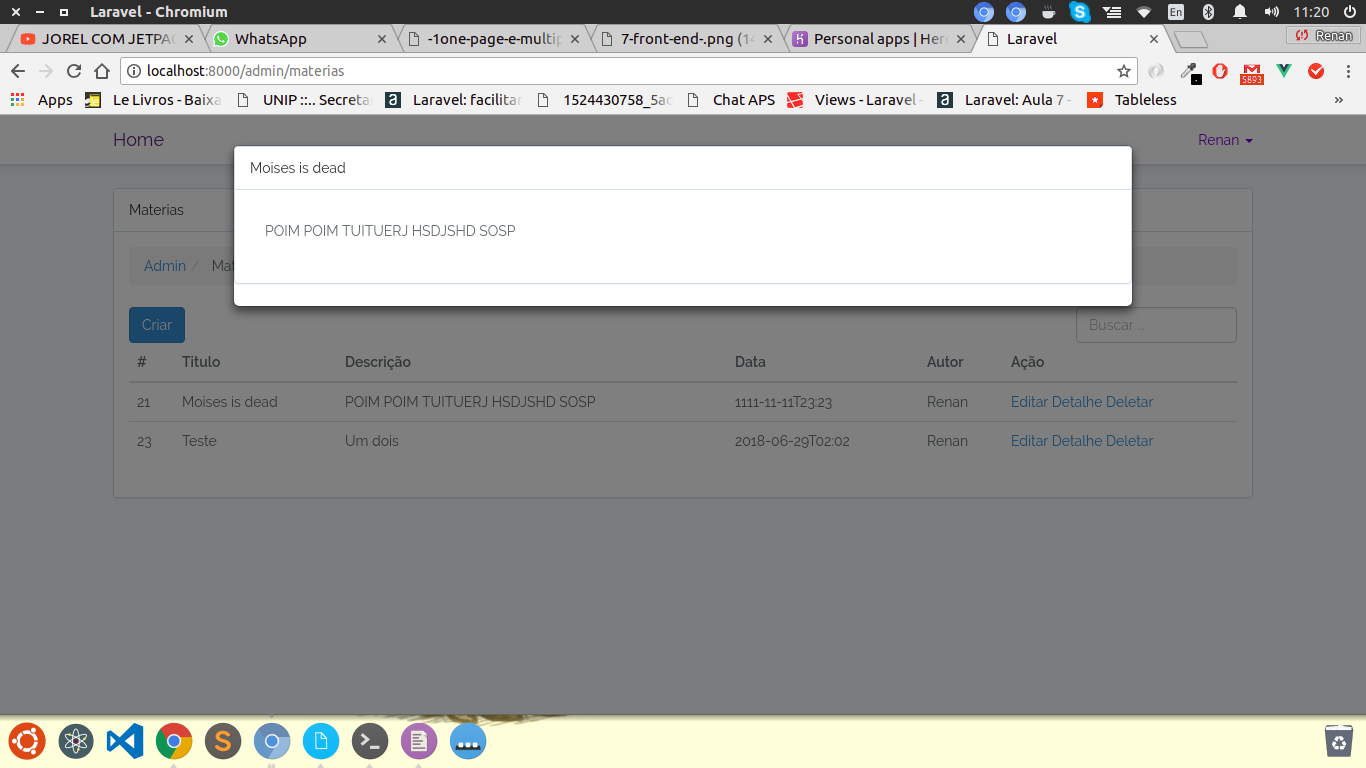 Laravel - Chromium
En
11:20
JOREL COM JETPAC
WhatsApp
-1one-page-e-multip
7-front-end-.png (14
Personal apps | Her
Laravel
Renan
localhost:8000/admin/materias
5893
Apps
Le Livros - Baixa
UNIP ::.. Secreta
Laravel: facilitar
1524430758_5ac
Chat APS
Views - Laravel -
Laravel: Aula 7 -
Tableless
»
Home
Renan
Moises is dead
Materias
POIM POIM TUITUERJ HSDJSHD SOSP
Admin / Mat
Criar
Buscar ...
# Titulo Descrição Data Autor Ação
21 Moises is dead POIM POIM TUITUERJ HSDJSHD SOSP 1111-11-11T23:23 Renan Editar Detalhe Deletar
23 Teste Um dois 2018-06-29T02:02 Renan Editar Detalhe Deletar